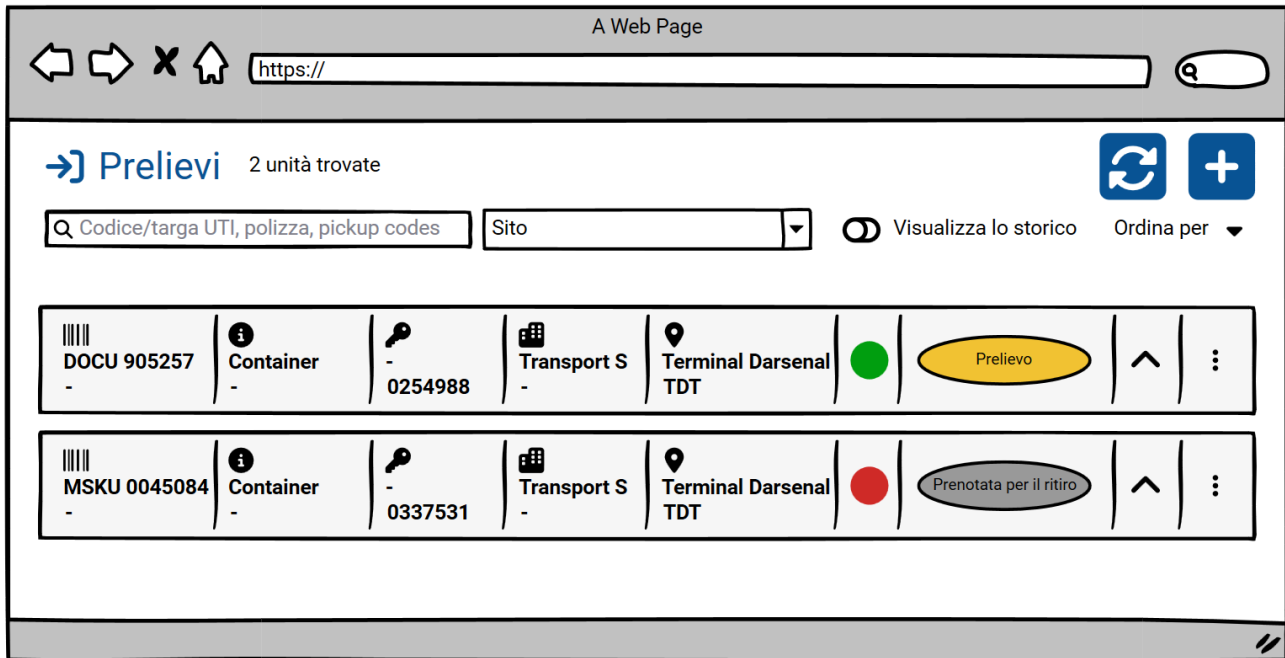 A Web Page
https://
Prelievi 2 unità trovate
Codice/targa UTI, polizza, pickup codes
Sito
Visualizza lo storico
Ordina per
DOCU 905257
-
Container
-
-
0254988
Transport S
-
Terminal Darsenal
TDT
Prelievo
MSKU 0045084
-
Container
-
-
0337531
Transport S
-
Terminal Darsenal
TDT
Prenotata per il ritiro